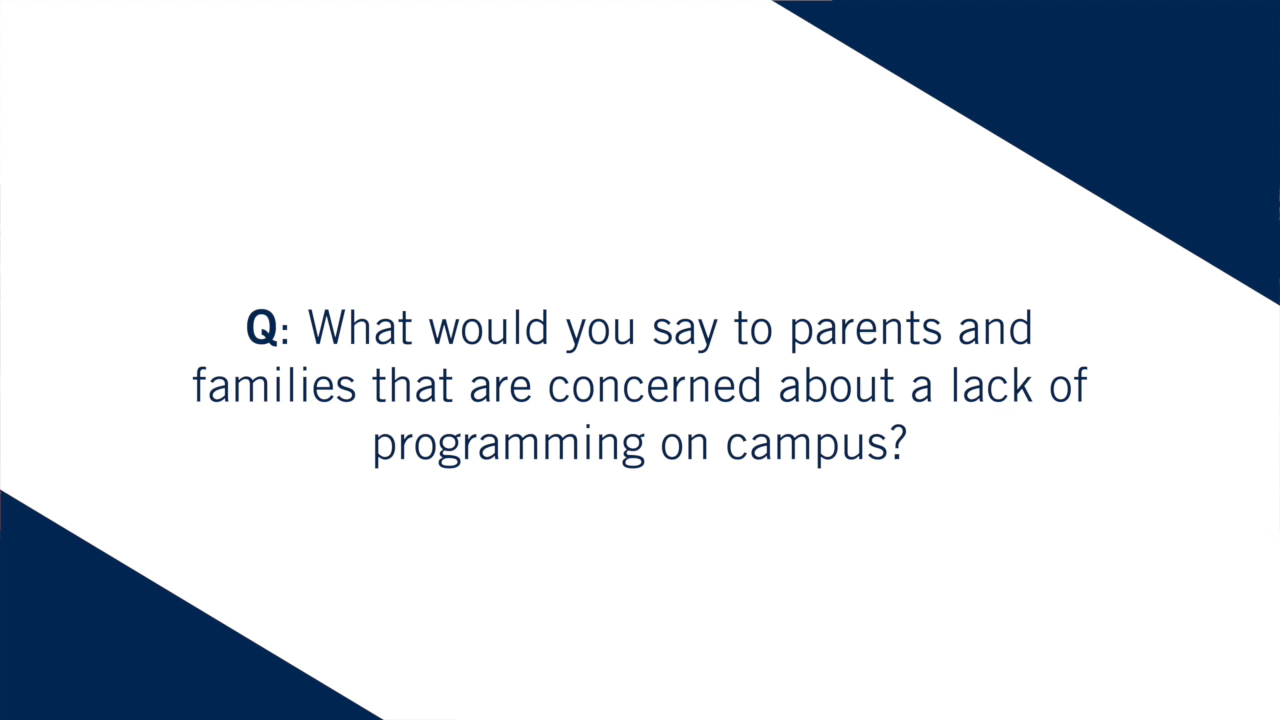 Q: What would you say to parents and
families that are concerned about a lack of
programming on campus?